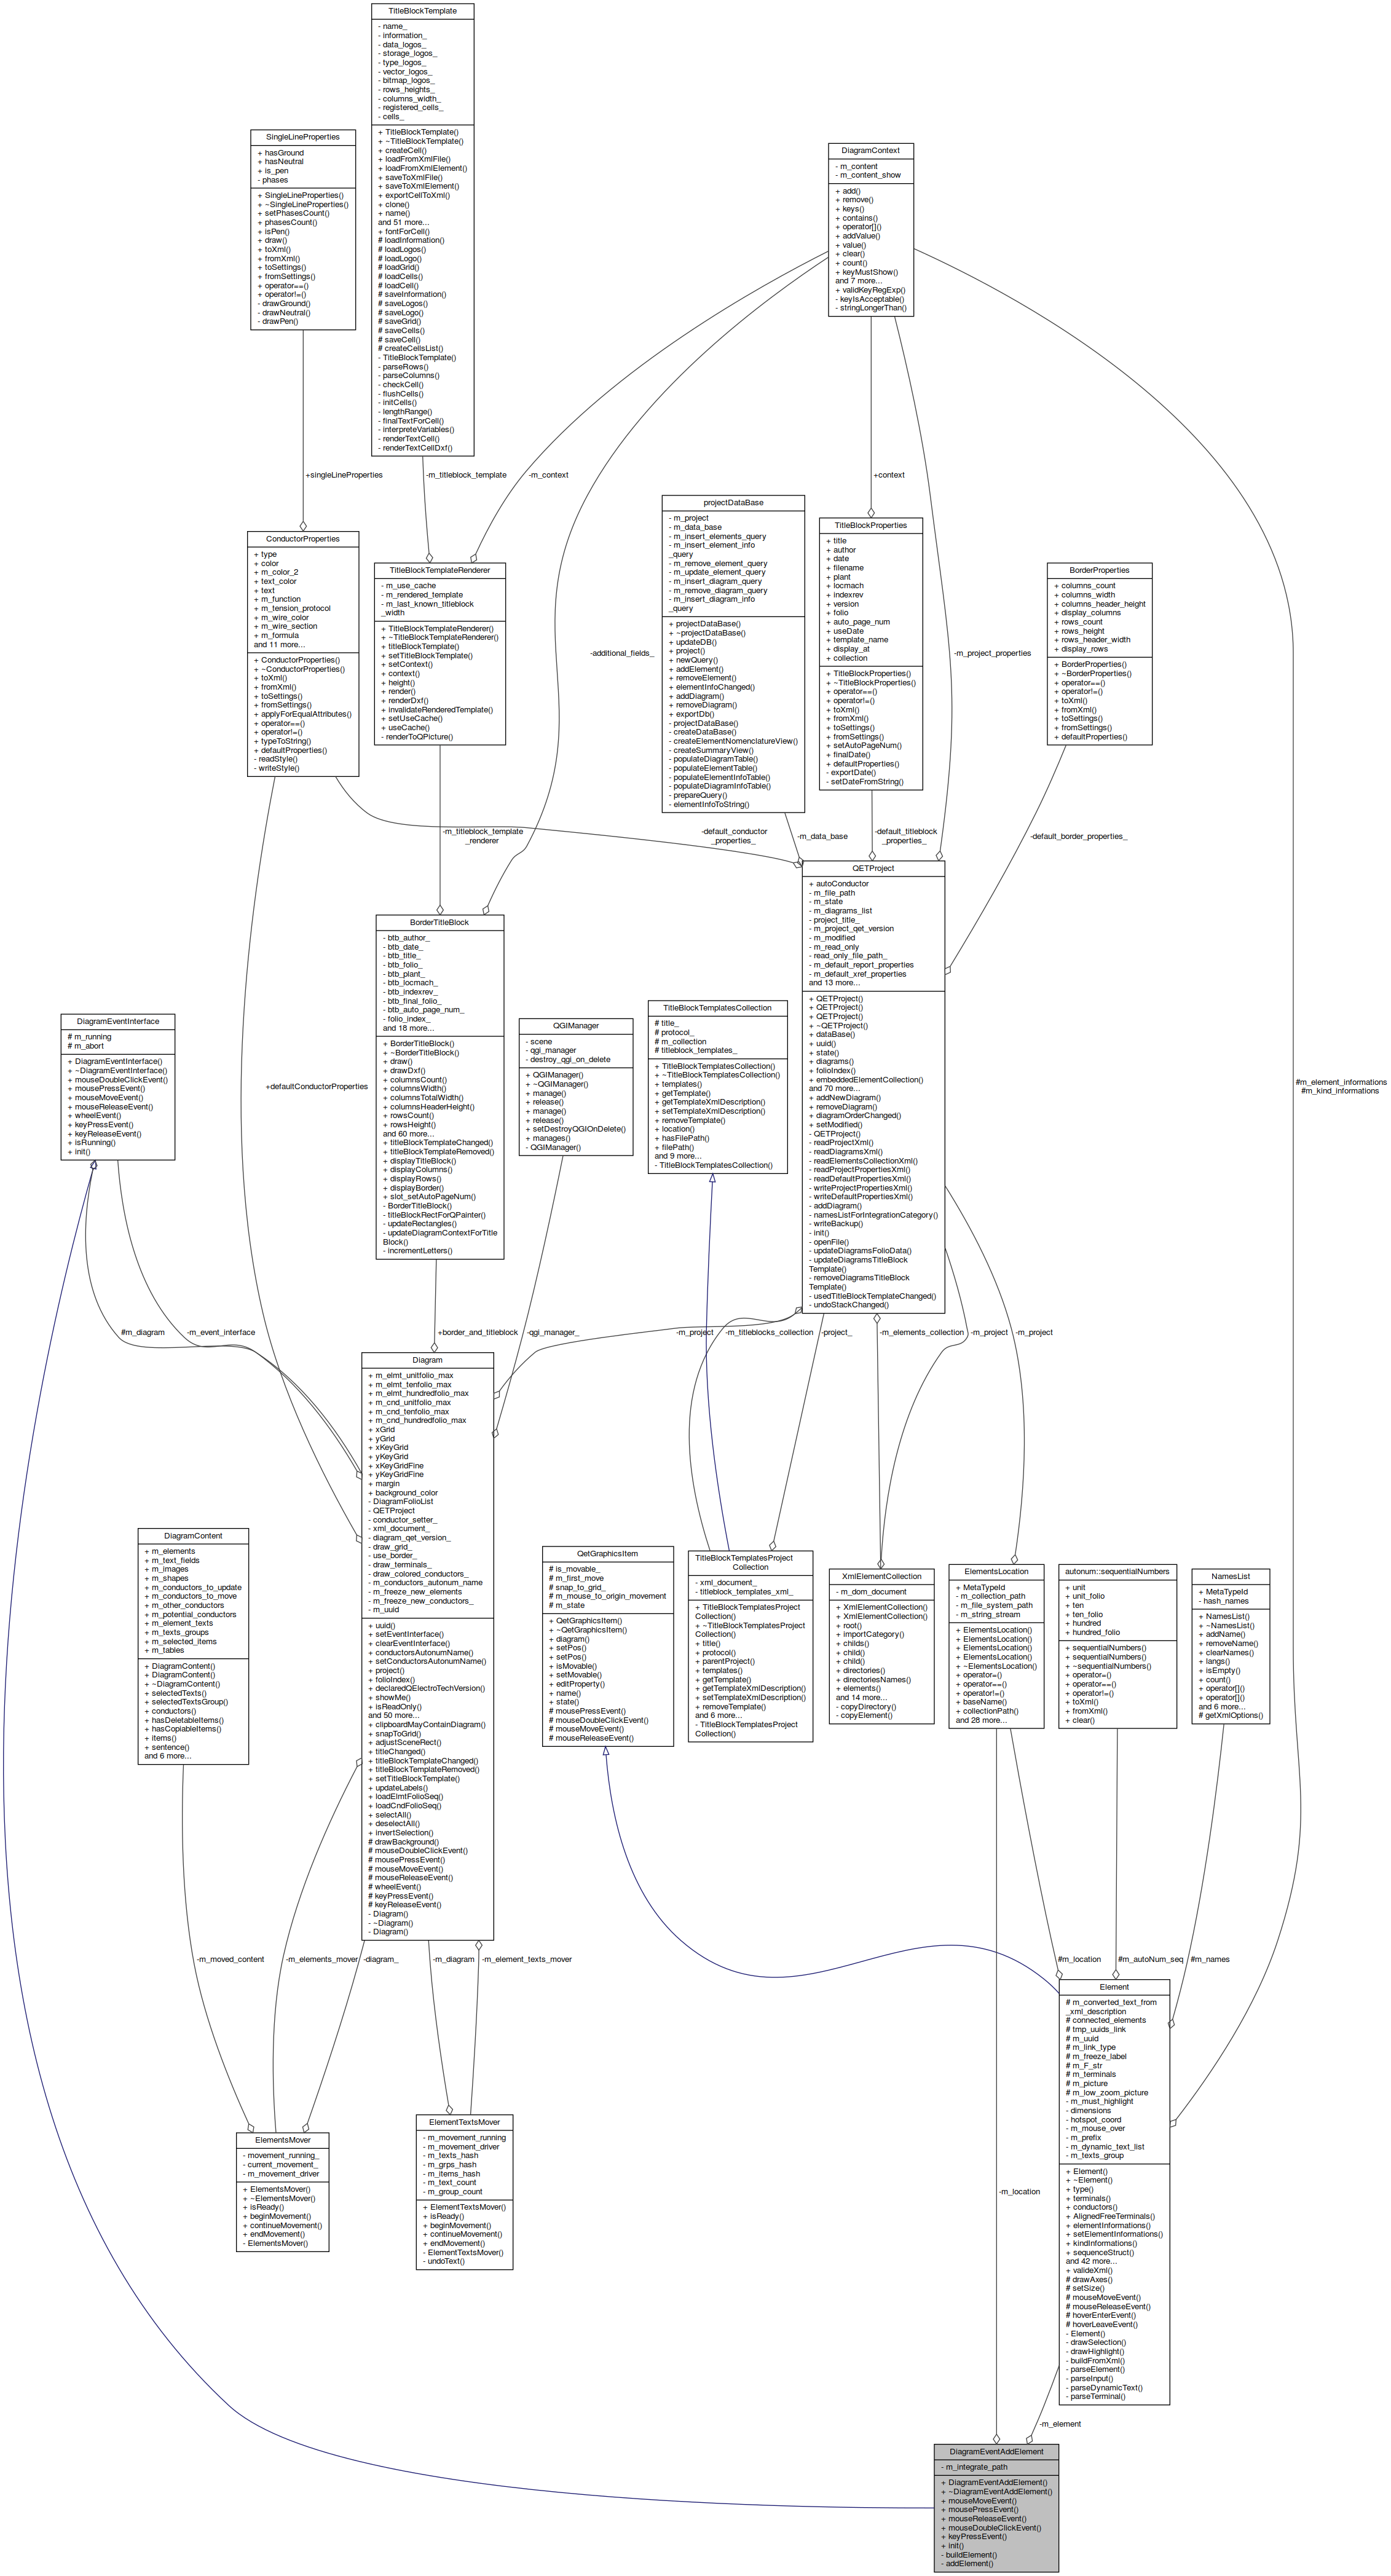 TitleBlockTemplate
- name_
- information_
- data_logos_
- storage_logos_
- type_logos_
- vector_logos_
- bitmap_logos_
- rows_heights_
- columns_width_
- registered_cells_
- cells_
+ TitleBlockTemplate()
+ ~TitleBlockTemplate()
+ createCell()
+ loadFromXmlFile()
+ loadFromXmlElement()
+ saveToXmlFile()
+ saveToXmlElement()
+ exportCellToXml()
+ clone()
+ name()
and 51 more...
+ fontForCell()
# loadInformation()
# loadLogos()
# loadLogo()
# loadGrid()
# loadCells()
# loadCell()
# saveInformation()
# saveLogos()
# saveLogo()
# saveGrid()
# saveCells()
# saveCell()
# createCellsList()
- TitleBlockTemplate()
- parseRows()
- parseColumns()
- checkCell()
- flushCells()
- initCells()
- lengthRange()
- finalTextForCell()
- interpreteVariables()
- renderTextCell()
- renderTextCellDxf()
SingleLineProperties
+ hasGround
+ hasNeutral
+ is_pen
- phases
+ SingleLineProperties()
+ ~SingleLineProperties()
+ setPhasesCount()
+ phasesCount()
+ isPen()
+ draw()
+ toXml()
+ fromXml()
+ toSettings()
+ fromSettings()
+ operator==()
+ operator!=()
- drawGround()
- drawNeutral()
- drawPen()
DiagramContext
- m_content
- m_content_show
+ add()
+ remove()
+ keys()
+ contains()
+ operator[]()
+ addValue()
+ value()
+ clear()
+ count()
+ keyMustShow()
and 7 more...
+ validKeyRegExp()
- keyIsAcceptable()
- stringLongerThan()
+singleLineProperties
-m_titleblock_template
-m_context
+context
projectDataBase
- m_project
- m_data_base
- m_insert_elements_query
- m_insert_element_info
_query
- m_remove_element_query
- m_update_element_query
- m_insert_diagram_query
- m_remove_diagram_query
- m_insert_diagram_info
_query
+ projectDataBase()
+ ~projectDataBase()
+ updateDB()
+ project()
+ newQuery()
+ addElement()
+ removeElement()
+ elementInfoChanged()
+ addDiagram()
+ removeDiagram()
+ exportDb()
- projectDataBase()
- createDataBase()
- createElementNomenclatureView()
- createSummaryView()
- populateDiagramTable()
- populateElementTable()
- populateElementInfoTable()
- populateDiagramInfoTable()
- prepareQuery()
- elementInfoToString()
TitleBlockProperties
+ title
+ author
+ date
+ filename
+ plant
+ locmach
+ indexrev
+ version
+ folio
+ auto_page_num
+ useDate
+ template_name
+ display_at
+ collection
+ TitleBlockProperties()
+ ~TitleBlockProperties()
+ operator==()
+ operator!=()
+ toXml()
+ fromXml()
+ toSettings()
+ fromSettings()
+ setAutoPageNum()
+ finalDate()
+ defaultProperties()
- exportDate()
- setDateFromString()
ConductorProperties
+ type
+ color
+ m_color_2
+ text_color
+ text
+ m_function
+ m_tension_protocol
+ m_wire_color
+ m_wire_section
+ m_formula
and 11 more...
+ ConductorProperties()
+ ~ConductorProperties()
+ toXml()
+ fromXml()
+ toSettings()
+ fromSettings()
+ applyForEqualAttributes()
+ operator==()
+ operator!=()
+ typeToString()
+ defaultProperties()
- readStyle()
- writeStyle()
TitleBlockTemplateRenderer
- m_use_cache
- m_rendered_template
- m_last_known_titleblock
_width
+ TitleBlockTemplateRenderer()
+ ~TitleBlockTemplateRenderer()
+ titleBlockTemplate()
+ setTitleBlockTemplate()
+ setContext()
+ context()
+ height()
+ render()
+ renderDxf()
+ invalidateRenderedTemplate()
+ setUseCache()
+ useCache()
- renderToQPicture()
-additional_fields_
-m_project_properties
BorderProperties
+ columns_count
+ columns_width
+ columns_header_height
+ display_columns
+ rows_count
+ rows_height
+ rows_header_width
+ display_rows
+ BorderProperties()
+ ~BorderProperties()
+ operator==()
+ operator!=()
+ toXml()
+ fromXml()
+ toSettings()
+ fromSettings()
+ defaultProperties()
-m_titleblock_template
_renderer
-default_conductor
_properties_
-m_data_base
-default_titleblock
_properties_
-default_border_properties_
QETProject
+ autoConductor
- m_file_path
- m_state
- m_diagrams_list
- project_title_
- m_project_qet_version
- m_modified
- m_read_only
- read_only_file_path_
- m_default_report_properties
- m_default_xref_properties
and 13 more...
+ QETProject()
+ QETProject()
+ QETProject()
+ ~QETProject()
+ dataBase()
+ uuid()
+ state()
+ diagrams()
+ folioIndex()
+ embeddedElementCollection()
and 70 more...
+ addNewDiagram()
+ removeDiagram()
+ diagramOrderChanged()
+ setModified()
- QETProject()
- readProjectXml()
- readDiagramsXml()
- readElementsCollectionXml()
- readProjectPropertiesXml()
- readDefaultPropertiesXml()
- writeProjectPropertiesXml()
- writeDefaultPropertiesXml()
- addDiagram()
- namesListForIntegrationCategory()
- writeBackup()
- init()
- openFile()
- updateDiagramsFolioData()
- updateDiagramsTitleBlock
Template()
- removeDiagramsTitleBlock
Template()
- usedTitleBlockTemplateChanged()
- undoStackChanged()
BorderTitleBlock
- btb_author_
- btb_date_
- btb_title_
- btb_folio_
- btb_plant_
- btb_locmach_
- btb_indexrev_
- btb_final_folio_
- btb_auto_page_num_
- folio_index_
and 18 more...
+ BorderTitleBlock()
+ ~BorderTitleBlock()
+ draw()
+ drawDxf()
+ columnsCount()
+ columnsWidth()
+ columnsTotalWidth()
+ columnsHeaderHeight()
+ rowsCount()
+ rowsHeight()
and 60 more...
+ titleBlockTemplateChanged()
+ titleBlockTemplateRemoved()
+ displayTitleBlock()
+ displayColumns()
+ displayRows()
+ displayBorder()
+ slot_setAutoPageNum()
- BorderTitleBlock()
- titleBlockRectForQPainter()
- updateRectangles()
- updateDiagramContextForTitle
Block()
- incrementLetters()
DiagramEventInterface
# m_running
# m_abort
+ DiagramEventInterface()
+ ~DiagramEventInterface()
+ mouseDoubleClickEvent()
+ mousePressEvent()
+ mouseMoveEvent()
+ mouseReleaseEvent()
+ wheelEvent()
+ keyPressEvent()
+ keyReleaseEvent()
+ isRunning()
+ init()
+defaultConductorProperties
QGIManager
- scene
- qgi_manager
- destroy_qgi_on_delete
+ QGIManager()
+ ~QGIManager()
+ manage()
+ release()
+ manage()
+ release()
+ setDestroyQGIOnDelete()
+ manages()
- QGIManager()
TitleBlockTemplatesCollection
# title_
# protocol_
# m_collection
# titleblock_templates_
+ TitleBlockTemplatesCollection()
+ ~TitleBlockTemplatesCollection()
+ templates()
+ getTemplate()
+ getTemplateXmlDescription()
+ setTemplateXmlDescription()
+ removeTemplate()
+ location()
+ hasFilePath()
+ filePath()
and 9 more...
- TitleBlockTemplatesCollection()
#m_element_informations
#m_kind_informations
#m_diagram
-m_event_interface
+border_and_titleblock
-qgi_manager_
-m_project
-m_titleblocks_collection
-project_
-m_elements_collection
-m_project
-m_project
Diagram
+ m_elmt_unitfolio_max
+ m_elmt_tenfolio_max
+ m_elmt_hundredfolio_max
+ m_cnd_unitfolio_max
+ m_cnd_tenfolio_max
+ m_cnd_hundredfolio_max
+ xGrid
+ yGrid
+ xKeyGrid
+ yKeyGrid
+ xKeyGridFine
+ yKeyGridFine
+ margin
+ background_color
- DiagramFolioList
- QETProject
- conductor_setter_
- xml_document_
- diagram_qet_version_
- draw_grid_
- use_border_
- draw_terminals_
- draw_colored_conductors_
- m_conductors_autonum_name
- m_freeze_new_elements
- m_freeze_new_conductors_
- m_uuid
+ uuid()
+ setEventInterface()
+ clearEventInterface()
+ conductorsAutonumName()
+ setConductorsAutonumName()
+ project()
+ folioIndex()
+ declaredQElectroTechVersion()
+ showMe()
+ isReadOnly()
and 50 more...
+ clipboardMayContainDiagram()
+ snapToGrid()
+ adjustSceneRect()
+ titleChanged()
+ titleBlockTemplateChanged()
+ titleBlockTemplateRemoved()
+ setTitleBlockTemplate()
+ updateLabels()
+ loadElmtFolioSeq()
+ loadCndFolioSeq()
+ selectAll()
+ deselectAll()
+ invertSelection()
# drawBackground()
# mouseDoubleClickEvent()
# mousePressEvent()
# mouseMoveEvent()
# mouseReleaseEvent()
# wheelEvent()
# keyPressEvent()
# keyReleaseEvent()
- Diagram()
- ~Diagram()
- Diagram()
DiagramContent
+ m_elements
+ m_text_fields
+ m_images
+ m_shapes
+ m_conductors_to_update
+ m_conductors_to_move
+ m_other_conductors
+ m_potential_conductors
+ m_element_texts
+ m_texts_groups
+ m_selected_items
+ m_tables
+ DiagramContent()
+ DiagramContent()
+ ~DiagramContent()
+ selectedTexts()
+ selectedTextsGroup()
+ conductors()
+ hasDeletableItems()
+ hasCopiableItems()
+ items()
+ sentence()
and 6 more...
QetGraphicsItem
# is_movable_
# m_first_move
# snap_to_grid_
# m_mouse_to_origin_movement
# m_state
+ QetGraphicsItem()
+ ~QetGraphicsItem()
+ diagram()
+ setPos()
+ setPos()
+ isMovable()
+ setMovable()
+ editProperty()
+ name()
+ state()
# mousePressEvent()
# mouseDoubleClickEvent()
# mouseMoveEvent()
# mouseReleaseEvent()
TitleBlockTemplatesProject
Collection
- xml_document_
- titleblock_templates_xml_
+ TitleBlockTemplatesProject
Collection()
+ ~TitleBlockTemplatesProject
Collection()
+ title()
+ protocol()
+ parentProject()
+ templates()
+ getTemplate()
+ getTemplateXmlDescription()
+ setTemplateXmlDescription()
+ removeTemplate()
and 6 more...
- TitleBlockTemplatesProject
Collection()
XmlElementCollection
- m_dom_document
+ XmlElementCollection()
+ XmlElementCollection()
+ root()
+ importCategory()
+ childs()
+ child()
+ child()
+ directories()
+ directoriesNames()
+ elements()
and 14 more...
- copyDirectory()
- copyElement()
ElementsLocation
+ MetaTypeId
- m_collection_path
- m_file_system_path
- m_string_stream
+ ElementsLocation()
+ ElementsLocation()
+ ElementsLocation()
+ ElementsLocation()
+ ~ElementsLocation()
+ operator=()
+ operator==()
+ operator!=()
+ baseName()
+ collectionPath()
and 28 more...
autonum::sequentialNumbers
+ unit
+ unit_folio
+ ten
+ ten_folio
+ hundred
+ hundred_folio
+ sequentialNumbers()
+ sequentialNumbers()
+ ~sequentialNumbers()
+ operator=()
+ operator==()
+ operator!=()
+ toXml()
+ fromXml()
+ clear()
NamesList
+ MetaTypeId
- hash_names
+ NamesList()
+ ~NamesList()
+ addName()
+ removeName()
+ clearNames()
+ langs()
+ isEmpty()
+ count()
+ operator[]()
+ operator[]()
and 6 more...
# getXmlOptions()
-m_moved_content
-m_elements_mover
-diagram_
-m_diagram
-m_element_texts_mover
#m_location
#m_autoNum_seq
#m_names
Element
# m_converted_text_from
_xml_description
# connected_elements
# tmp_uuids_link
# m_uuid
# m_link_type
# m_freeze_label
# m_F_str
# m_terminals
# m_picture
# m_low_zoom_picture
- m_must_highlight
- dimensions
- hotspot_coord
- m_mouse_over
- m_prefix
- m_dynamic_text_list
- m_texts_group
+ Element()
+ ~Element()
+ type()
+ terminals()
+ conductors()
+ AlignedFreeTerminals()
+ elementInformations()
+ setElementInformations()
+ kindInformations()
+ sequenceStruct()
and 42 more...
+ valideXml()
# drawAxes()
# setSize()
# mouseMoveEvent()
# mouseReleaseEvent()
# hoverEnterEvent()
# hoverLeaveEvent()
- Element()
- drawSelection()
- drawHighlight()
- buildFromXml()
- parseElement()
- parseInput()
- parseDynamicText()
- parseTerminal()
ElementsMover
- movement_running_
- current_movement_
- m_movement_driver
+ ElementsMover()
+ ~ElementsMover()
+ isReady()
+ beginMovement()
+ continueMovement()
+ endMovement()
- ElementsMover()
ElementTextsMover
- m_movement_running
- m_movement_driver
- m_texts_hash
- m_grps_hash
- m_items_hash
- m_text_count
- m_group_count
+ ElementTextsMover()
+ isReady()
+ beginMovement()
+ continueMovement()
+ endMovement()
- ElementTextsMover()
- undoText()
-m_location
-m_element
DiagramEventAddElement
- m_integrate_path
+ DiagramEventAddElement()
+ ~DiagramEventAddElement()
+ mouseMoveEvent()
+ mousePressEvent()
+ mouseReleaseEvent()
+ mouseDoubleClickEvent()
+ keyPressEvent()
+ init()
- buildElement()
- addElement()